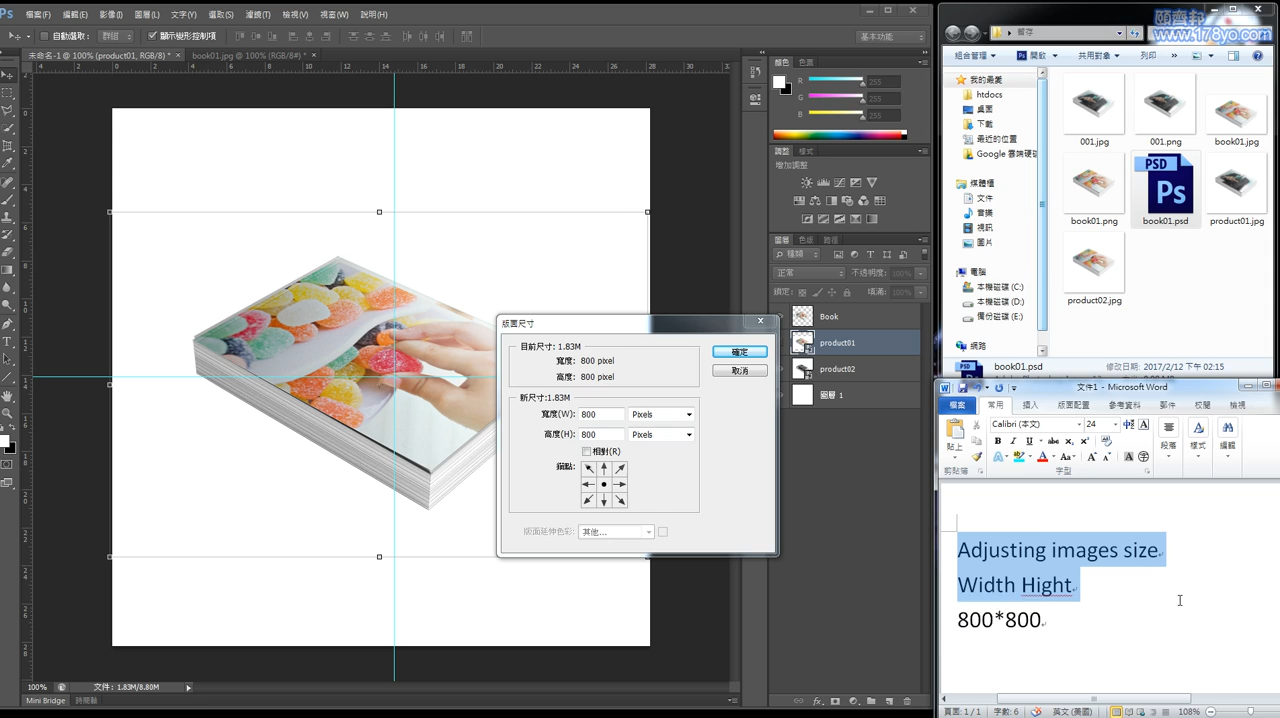 Ps 檔案(F) 編輯(E) 影像(I) 圖層(L) 文字(Y) 選取(S) 濾鏡(T) 檢視(V) 視窗(W) 說明(H)
自動選取: 群組 顯示變形控制項 基本功能
未命名-1 @ 100% (product01, RGB/8) * × book01.jpg @ 100% (RGB/8#) * ×
顏色 色票
R 255
G 255
B 255
調整 樣式
增加調整
圖層 色版 路徑
種類
正常 不透明度: 100%
鎖定: 填滿: 100%
Book
product01
product02
圖層 1
版面尺寸
目前尺寸: 1.83M
寬度: 800 pixel
高度: 800 pixel
新尺寸:1.83M
寬度(W): 800 Pixels
高度(H): 800 Pixels
相對(R)
錨點:
版面延伸色彩: 其他...
確定
取消
100% 文件: 1.83M/8.80M
Mini Bridge 時間軸
頤齊邦
www.178yo.com
暫存
組合管理 開啟 共用對象 列印 »
我的最愛
htdocs
桌面
下載
最近的位置
Google 雲端硬碟
媒體櫃
文件
音樂
視訊
圖片
電腦
本機磁碟 (C:)
本機磁碟 (D:)
備份磁碟 (E:)
網路
001.jpg
001.png
book01.jpg
book01.png
PSD
Ps
book01.psd
product01.jpg
product02.jpg
book01.psd 2017/2/12 下午 02:15
文件1 - Microsoft Word
檔案 常用 插入 版面配置 參考資料 郵件 校閱 檢視
貼上
剪貼簿
Calibri (本文) 24
B I U abc x₂ x²
字型
段落
樣式
編輯
Adjusting images size
Width Hight
800*800
頁面: 1 / 1 字數: 6 英文 (美國) 108%